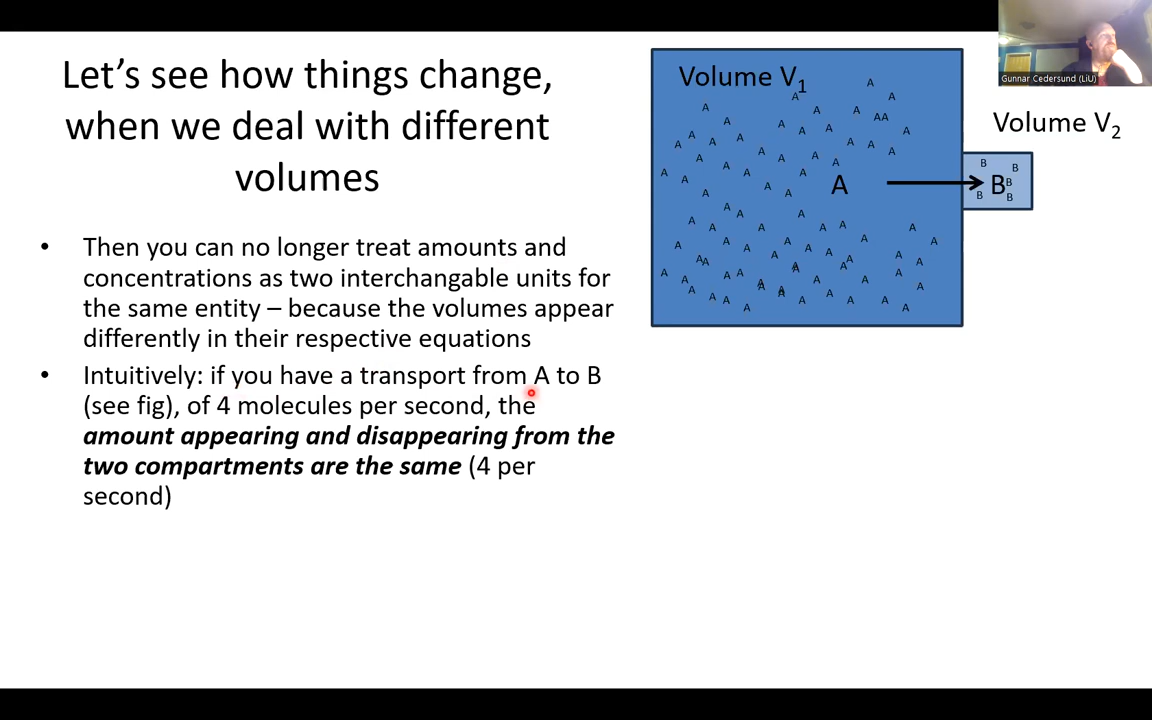 Let’s see how things change,
when we deal with different
volumes
• Then you can no longer treat amounts and
concentrations as two interchangable units for
the same entity – because the volumes appear
differently in their respective equations
• Intuitively: if you have a transport from A to B
(see fig), of 4 molecules per second, the
amount appearing and disappearing from the
two compartments are the same (4 per
second)
Volume V1
A
Gunnar Cedersund (LiU)
Volume V2
B